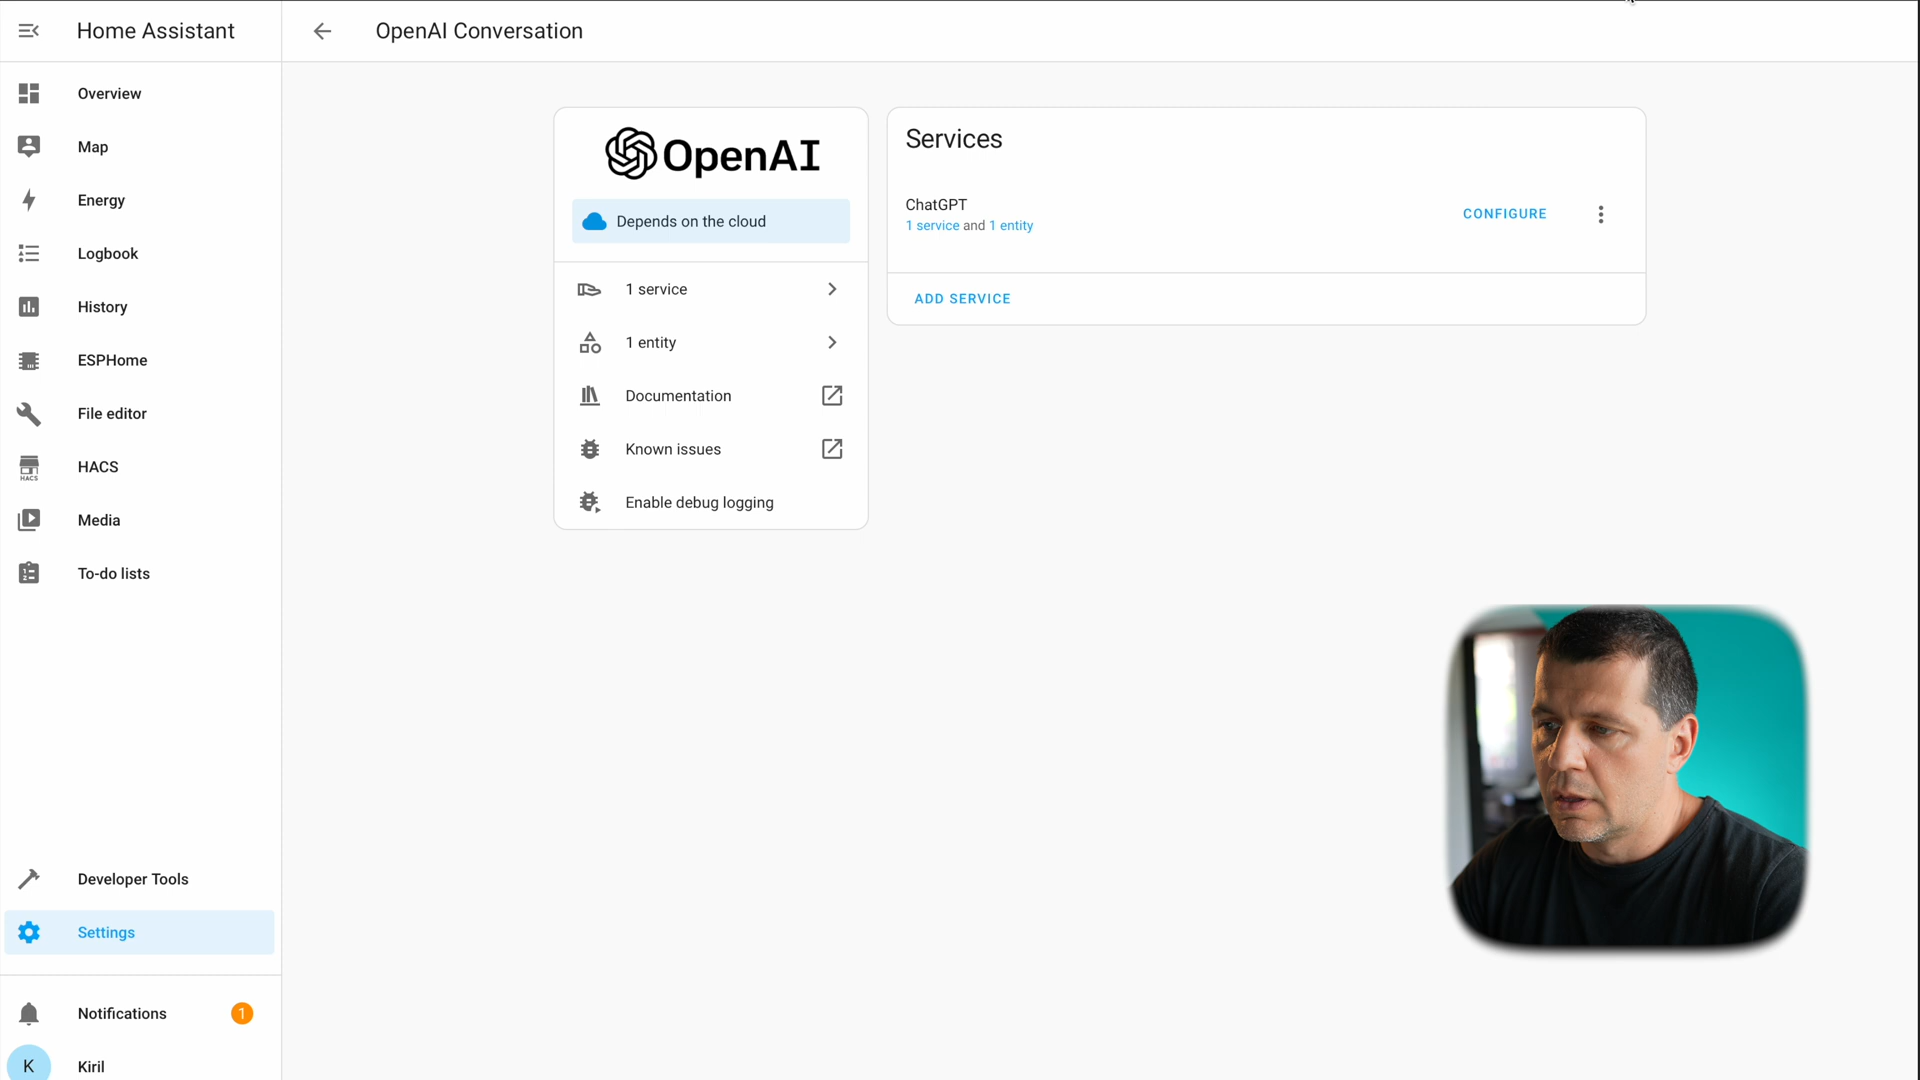 Home Assistant
OpenAI Conversation
Overview
Map
Energy
Logbook
History
ESPHome
File editor
HACS
HACS
Media
To-do lists
Developer Tools
Settings
Notifications
1
K
Kiril
OpenAI
Depends on the cloud
1 service
1 entity
Documentation
Known issues
Enable debug logging
Services
ChatGPT
1 service and 1 entity
CONFIGURE
ADD SERVICE